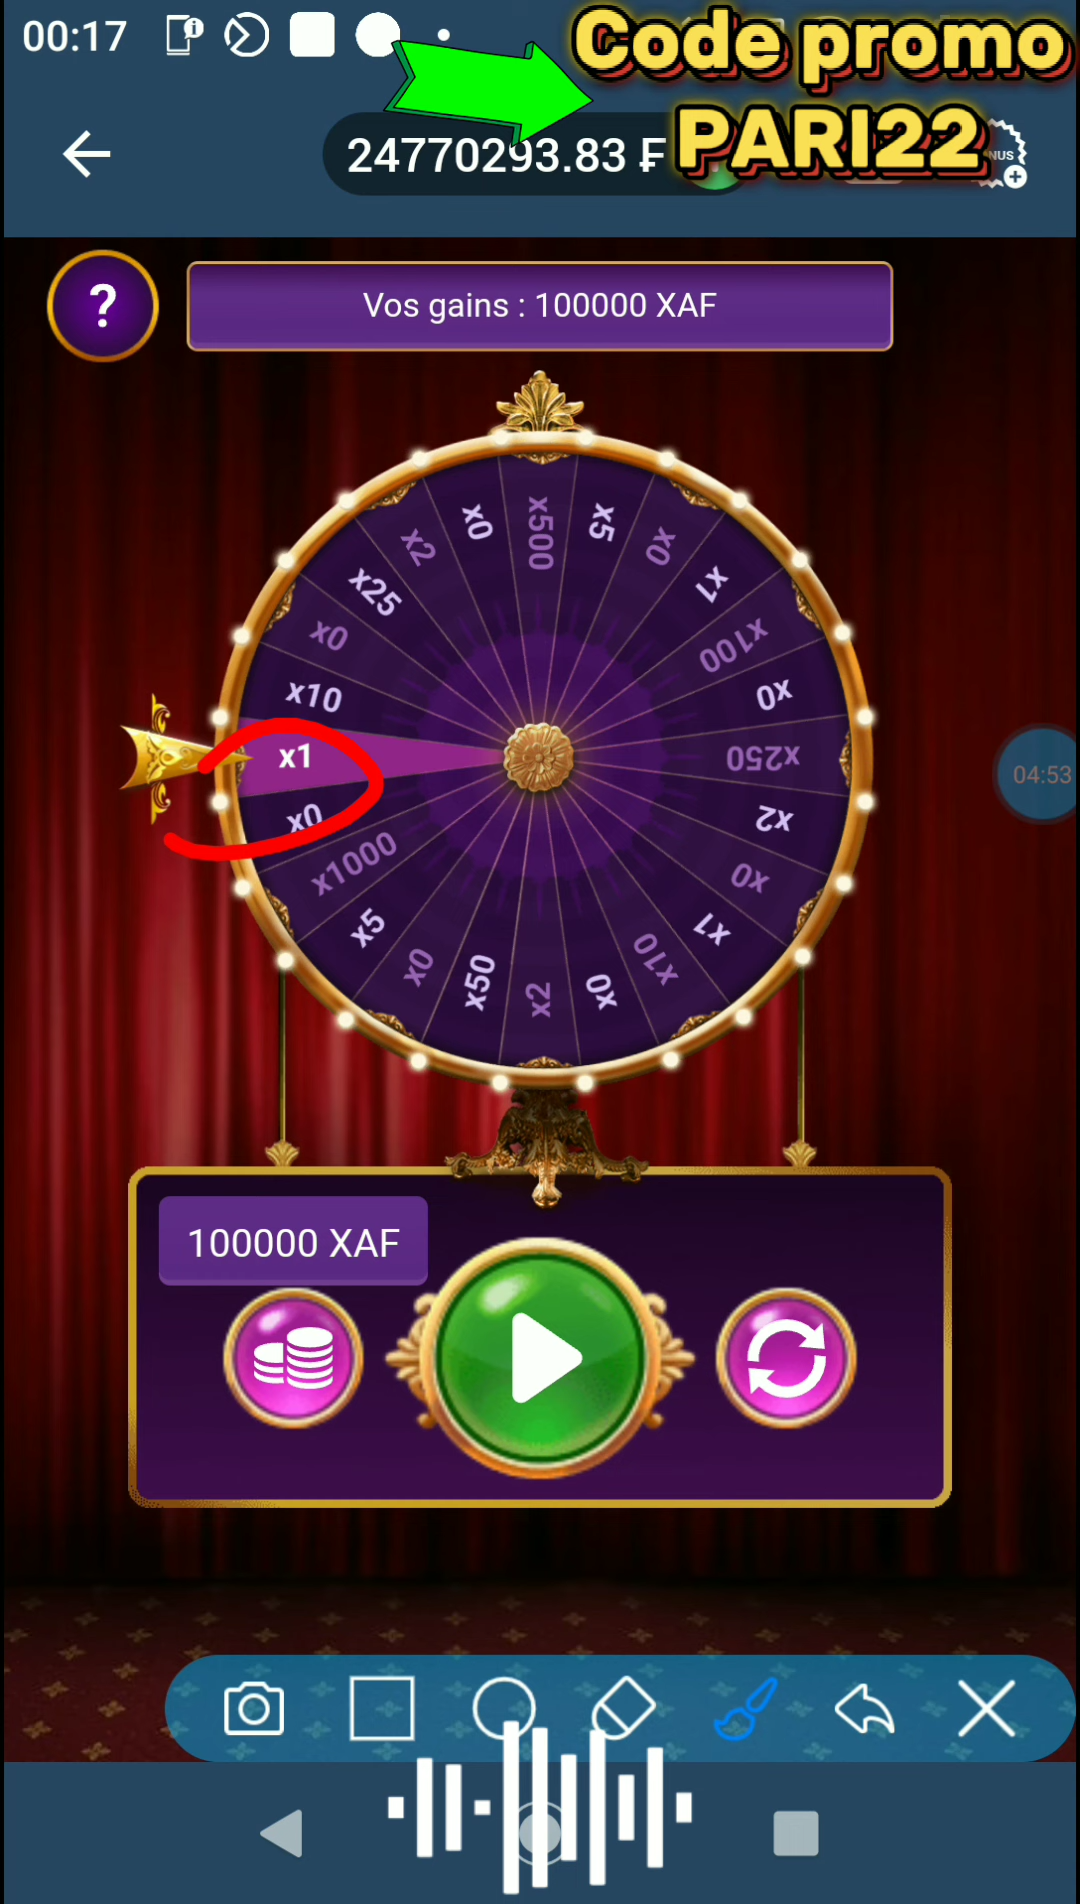 00:17
Code promo
PARI22
24770293.83 ₣
NUS
?
Vos gains : 100000 XAF
x500
x5
x0
x1
x100
x0
x250
x2
x0
x1
x10
x0
x2
x50
x0
x5
x1000
x0
x1
x10
x0
x25
x2
x0
04:53
100000 XAF